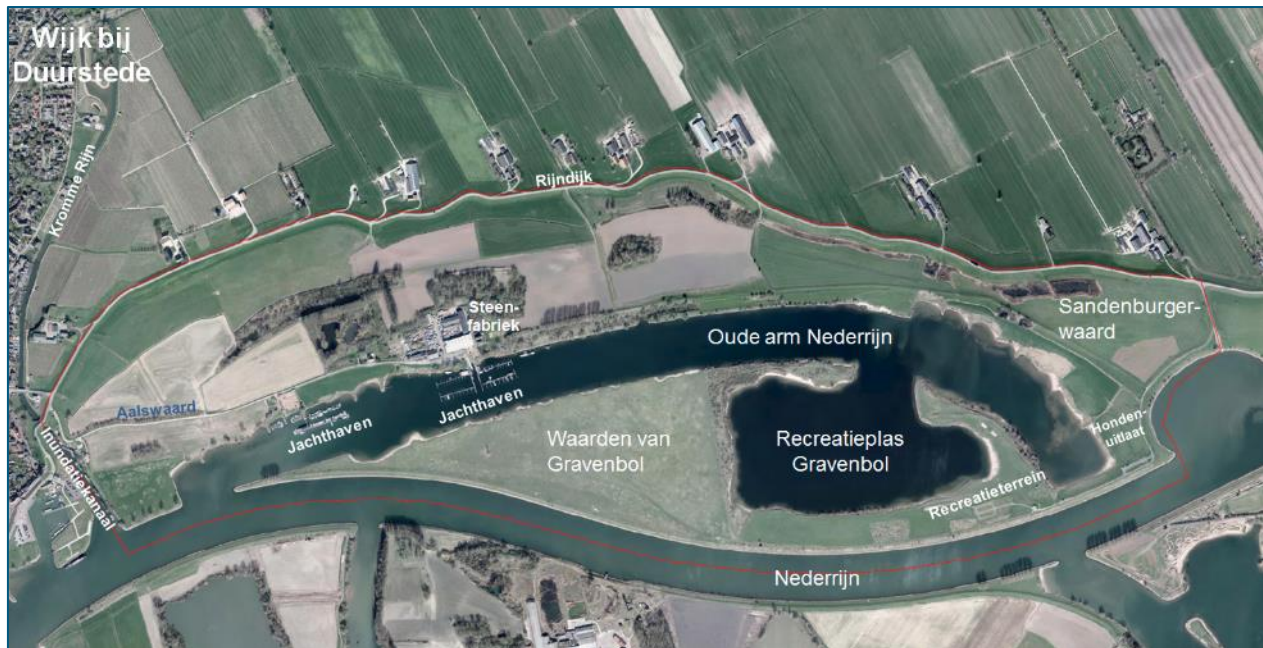 Wijk bij
Duurstede
Kromme Rijn
Rijndijk
Steen-
fabriek
Sandenburger-
waard
Oude arm Nederrijn
Aalswaard
Jachthaven
Jachthaven
Inundatiekanaal
Waarden van
Gravenbol
Recreatieplas
Gravenbol
Honden-
uitlaat
Recreatieterrein
Nederrijn